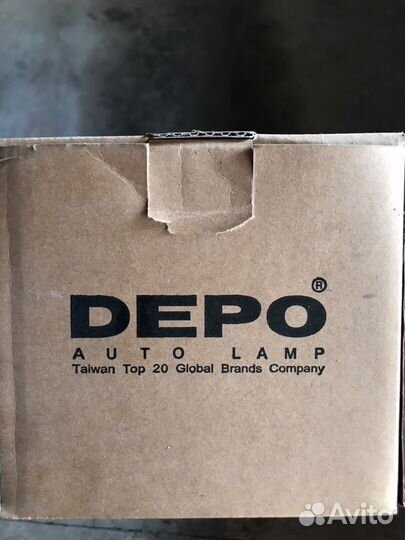 DEPO®
AUTO LAMP
Taiwan Top 20 Global Brands Company
Avito